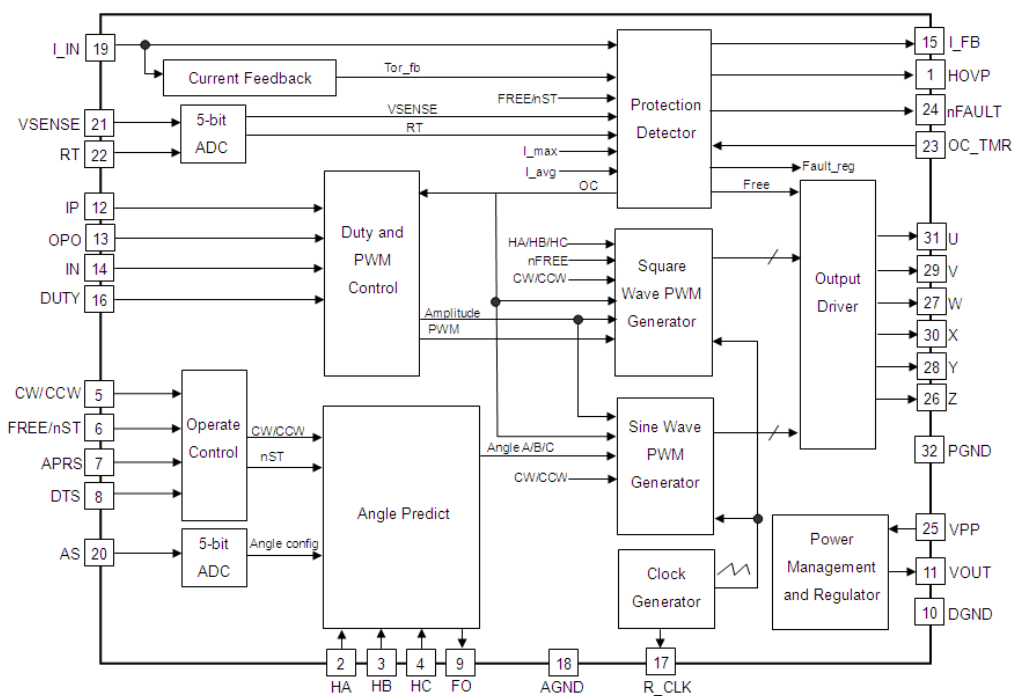 I_IN 19
Current Feedback
Tor_fb
VSENSE 21
RT 22
5-bit
ADC
VSENSE
RT
FREE/nST
I_max
I_avg
OC
Protection
Detector
15 I_FB
1 HOVP
24 nFAULT
23 OC_TMR
Fault_reg
Free
IP 12
OPO 13
IN 14
DUTY 16
Duty and
PWM
Control
Amplitude
PWM
HA/HB/HC
nFREE
CW/CCW
Square
Wave PWM
Generator
Output
Driver
31 U
29 V
27 W
30 X
28 Y
26 Z
32 PGND
CW/CCW 5
FREE/nST 6
APRS 7
DTS 8
Operate
Control
CW/CCW
nST
AS 20
5-bit
ADC
Angle config
Angle Predict
Angle A/B/C
CW/CCW
Sine Wave
PWM
Generator
Clock
Generator
Power
Management
and Regulator
25 VPP
11 VOUT
10 DGND
2 3 4 9 18 17
HA HB HC FO AGND R_CLK